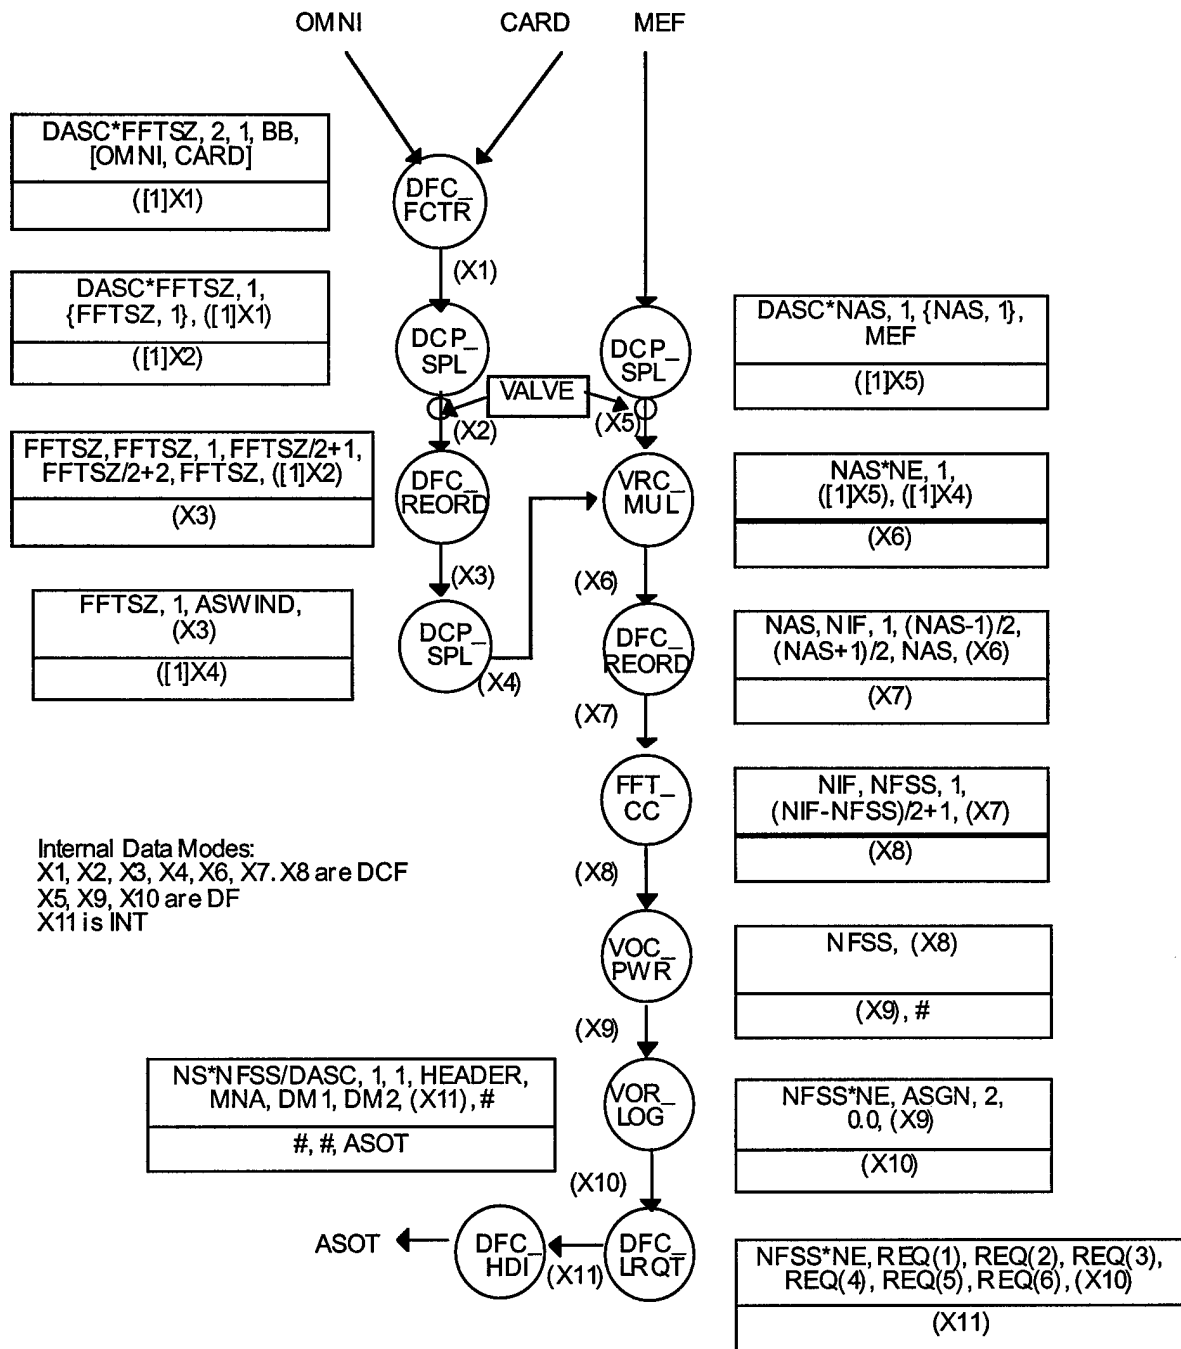 OMNI
CARD
MEF
DASC*FFTSZ, 2, 1, BB,
[OMNI, CARD]
([1]X1)
DFC_
FCTR
(X1)
DASC*FFTSZ, 1,
{FFTSZ, 1}, ([1]X1)
([1]X2)
DCP_
SPL
DCP_
SPL
DASC*NAS, 1, {NAS, 1},
MEF
([1]X5)
VALVE
(X2)
(X5)
FFTSZ, FFTSZ, 1, FFTSZ/2+1,
FFTSZ/2+2, FFTSZ, ([1]X2)
(X3)
DFC_
REORD
VRC_
MUL
NAS*NE, 1,
([1]X5), ([1]X4)
(X6)
(X3)
(X6)
FFTSZ, 1, ASWIND,
(X3)
([1]X4)
DCP_
SPL
(X4)
DFC_
REORD
NAS, NIF, 1, (NAS-1)/2,
(NAS+1)/2, NAS, (X6)
(X7)
(X7)
FFT_
CC
NIF, NFSS, 1,
(NIF-NFSS)/2+1, (X7)
(X8)
Internal Data Modes:
X1, X2, X3, X4, X6, X7. X8 are DCF
X5, X9, X10 are DF
X11 is INT
(X8)
VOC_
PWR
NFSS, (X8)
(X9), #
(X9)
NS*NFSS/DASC, 1, 1, HEADER,
MNA, DM1, DM2, (X11), #
#, #, ASOT
VOR_
LOG
NFSS*NE, ASGN, 2,
0.0, (X9)
(X10)
(X10)
ASOT
DFC_
HDI
(X11)
DFC_
LRQT
NFSS*NE, REQ(1), REQ(2), REQ(3),
REQ(4), REQ(5), REQ(6), (X10)
(X11)